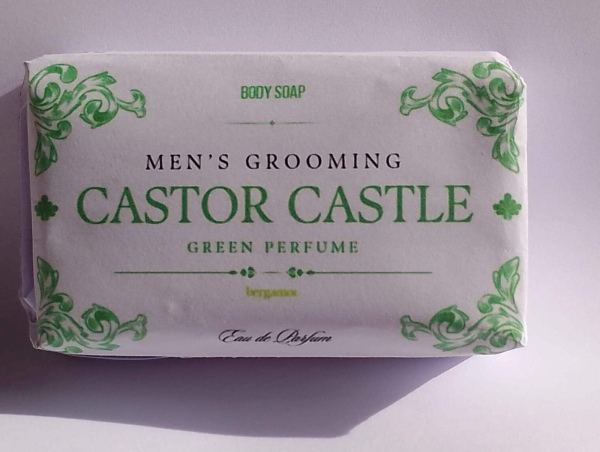 BODY SOAP
MEN'S GROOMING
CASTOR CASTLE
GREEN PERFUME
bergamot
Eau de Parfum